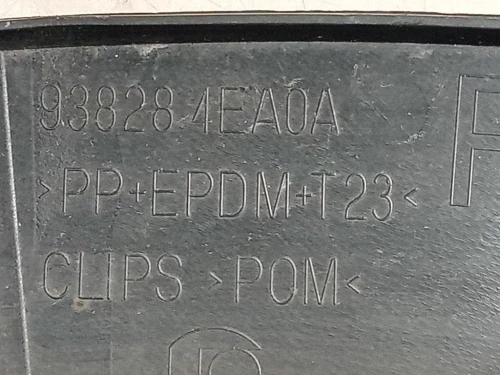 93828 4EA0A
>PP+EPDM+T23<
CLIPS >POM<